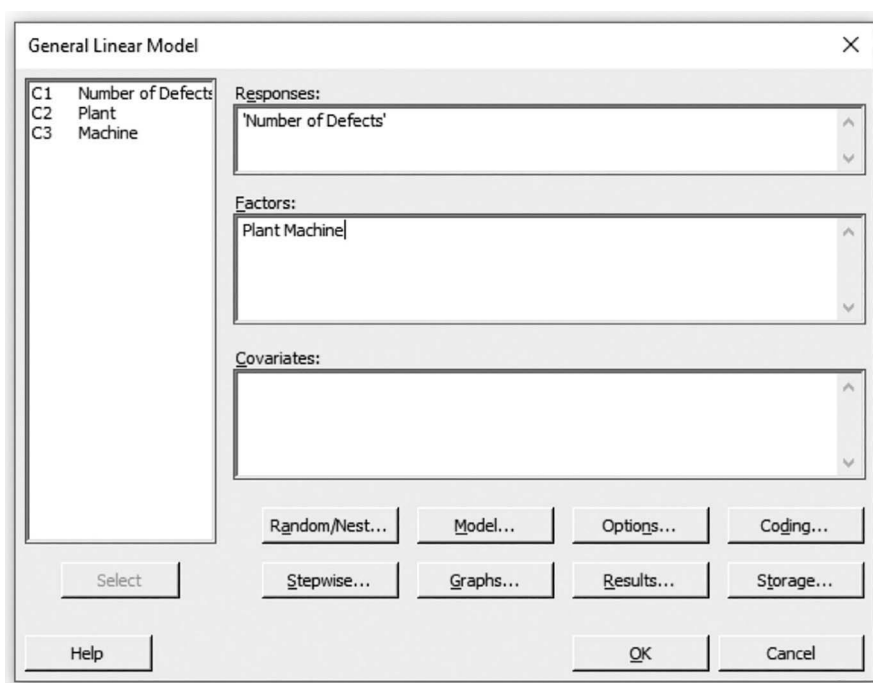 General Linear Model
C1 Number of Defects
C2 Plant
C3 Machine
Responses:
'Number of Defects'
Factors:
Plant Machine
Covariates:
Random/Nest... Model... Options... Coding...
Select Stepwise... Graphs... Results... Storage...
Help OK Cancel